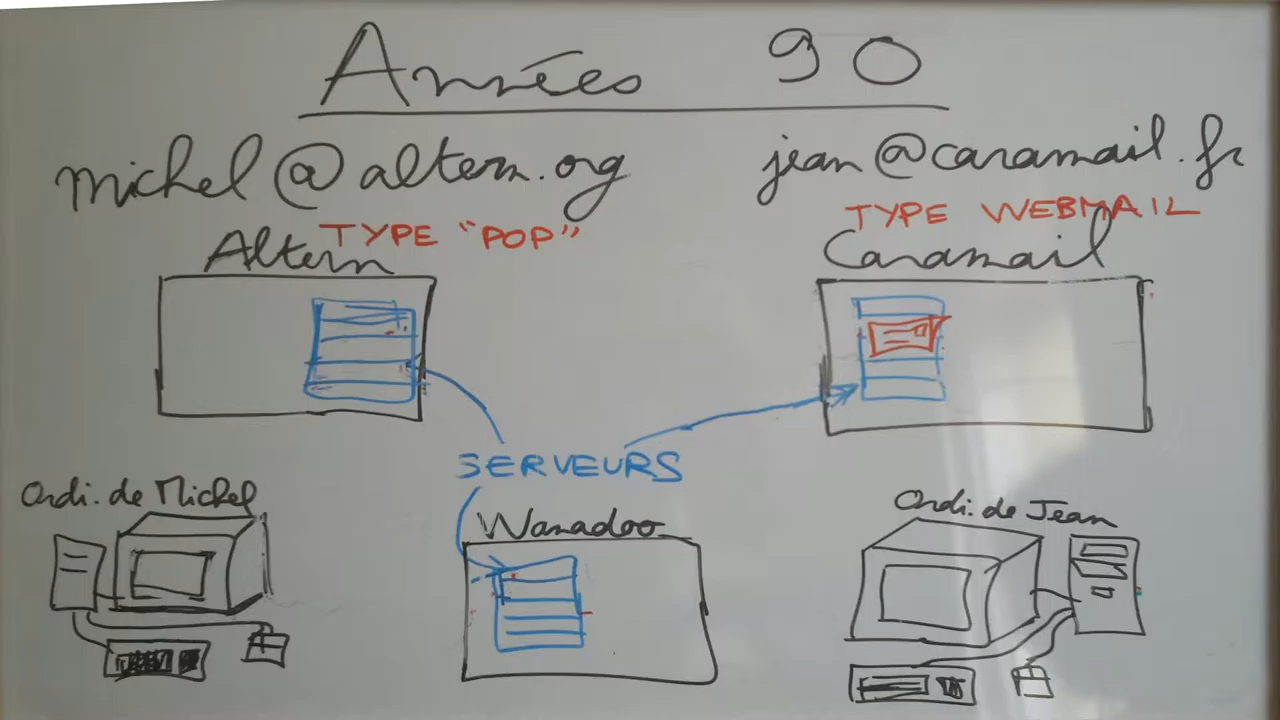 Années 90
michel@altern.org
jean@caramail.fr
TYPE "POP"
TYPE WEBMAIL
Altern
Caramail
SERVEURS
Ordi. de Michel
Wanadoo
Ordi. de Jean